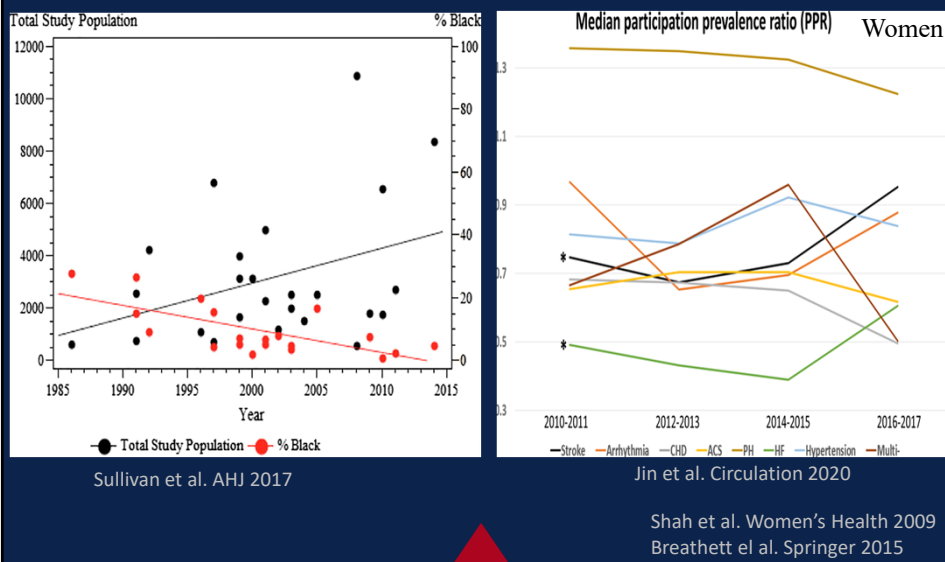 Total Study Population % Black
12000 100
10000
80
8000
60
6000
40
4000
20
2000
0 0
1985 1990 1995 2000 2005 2010 2015
Year
Total Study Population % Black
Sullivan et al. AHJ 2017
Median participation prevalence ratio (PPR) Women
.3
.1
0.9
0.7
0.5
0.3
*
*
2010-2011 2012-2013 2014-2015 2016-2017
Stroke Arrhythmia CHD ACS PH HF Hypertension Multi-
Jin et al. Circulation 2020
Shah et al. Women's Health 2009
Breathett el al. Springer 2015